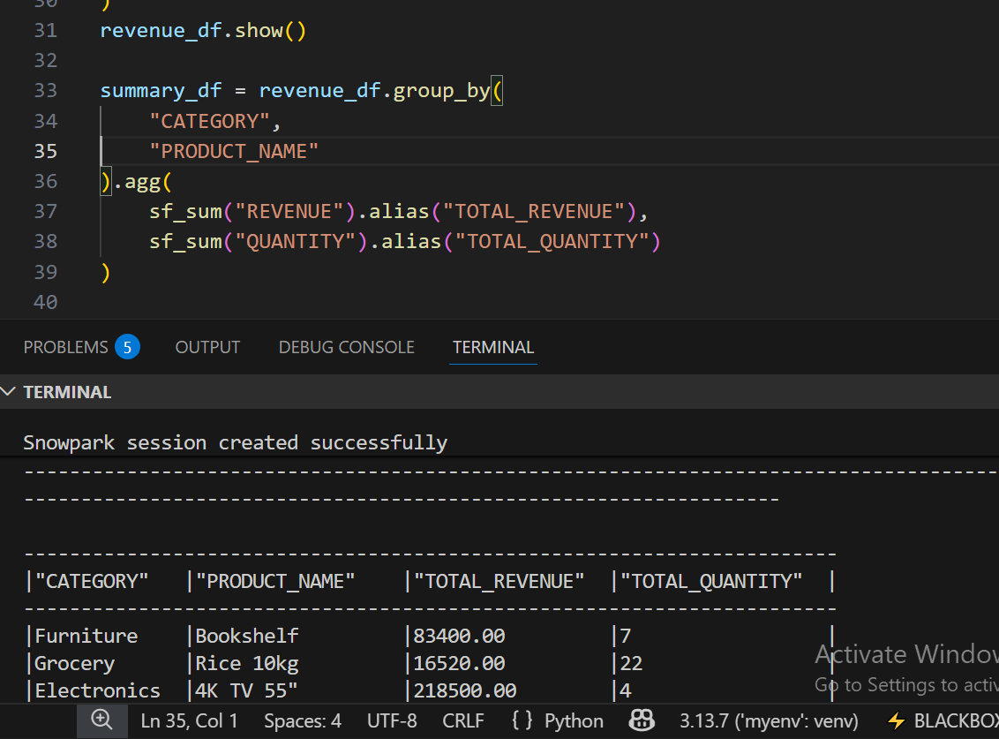 30 )
31 revenue_df.show()
32
33 summary_df = revenue_df.group_by(
34     "CATEGORY",
35     "PRODUCT_NAME"
36 ).agg(
37     sf_sum("REVENUE").alias("TOTAL_REVENUE"),
38     sf_sum("QUANTITY").alias("TOTAL_QUANTITY")
39 )
40
PROBLEMS 5 OUTPUT DEBUG CONSOLE TERMINAL
TERMINAL
Snowpark session created successfully
|"CATEGORY" |"PRODUCT_NAME" |"TOTAL_REVENUE" |"TOTAL_QUANTITY" |
|Furniture |Bookshelf |83400.00 |7 |
|Grocery |Rice 10kg |16520.00 |22 |
|Electronics |4K TV 55" |218500.00 |4 |
Activate Window
Go to Settings to activ
Ln 35, Col 1 Spaces: 4 UTF-8 CRLF { } Python 3.13.7 ('myenv': venv) BLACKBOX